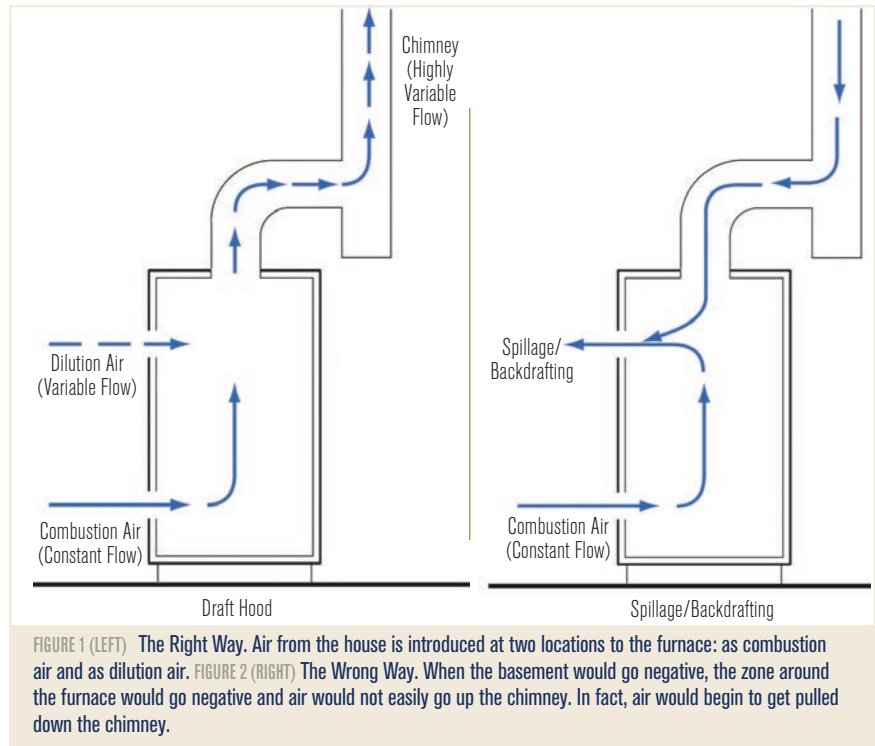 Chimney
(Highly
Variable
Flow)
Dilution Air
(Variable Flow)
Combustion Air
(Constant Flow)
Draft Hood
Spillage/
Backdrafting
Combustion Air
(Constant Flow)
Spillage/Backdrafting
FIGURE 1 (LEFT) The Right Way. Air from the house is introduced at two locations to the furnace: as combustion
air and as dilution air. FIGURE 2 (RIGHT) The Wrong Way. When the basement would go negative, the zone around
the furnace would go negative and air would not easily go up the chimney. In fact, air would begin to get pulled
down the chimney.